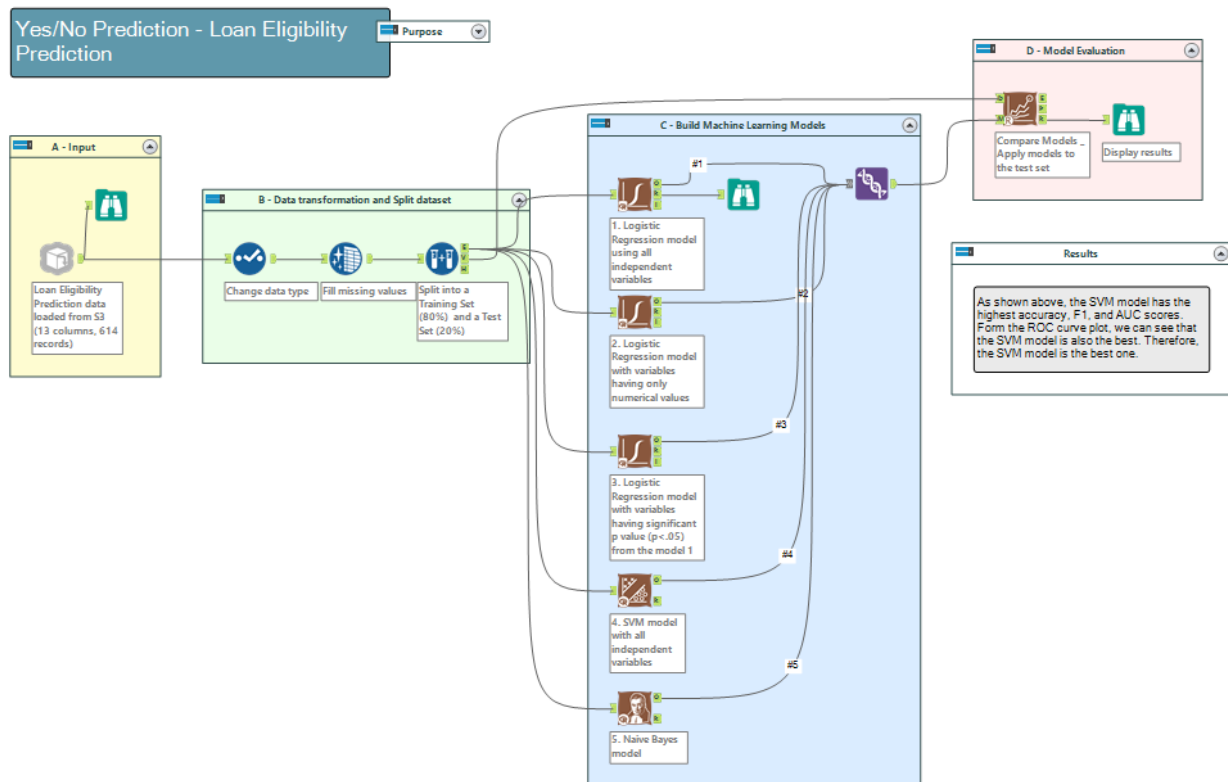 Yes/No Prediction - Loan Eligibility
Prediction
Purpose
A - Input
Loan Eligibility
Prediction data
loaded from S3
(13 columns, 614
records)
B - Data transformation and Split dataset
Change data type
Fill missing values
Split into a
Training Set
(80%) and a Test
Set (20%)
E
V
H
C - Build Machine Learning Models
#1
1. Logistic
Regression model
using all
independent
variables
#2
2. Logistic
Regression model
with variables
having only
numerical values
#3
3. Logistic
Regression model
with variables
having significant
p value (p<.05)
from the model 1
#4
4. SVM model
with all
independent
variables
#5
5. Naive Bayes
model
D - Model Evaluation
Compare Models _
Apply models to
the test set
Display results
Results
As shown above, the SVM model has the
highest accuracy, F1, and AUC scores.
Form the ROC curve plot, we can see that
the SVM model is also the best. Therefore,
the SVM model is the best one.